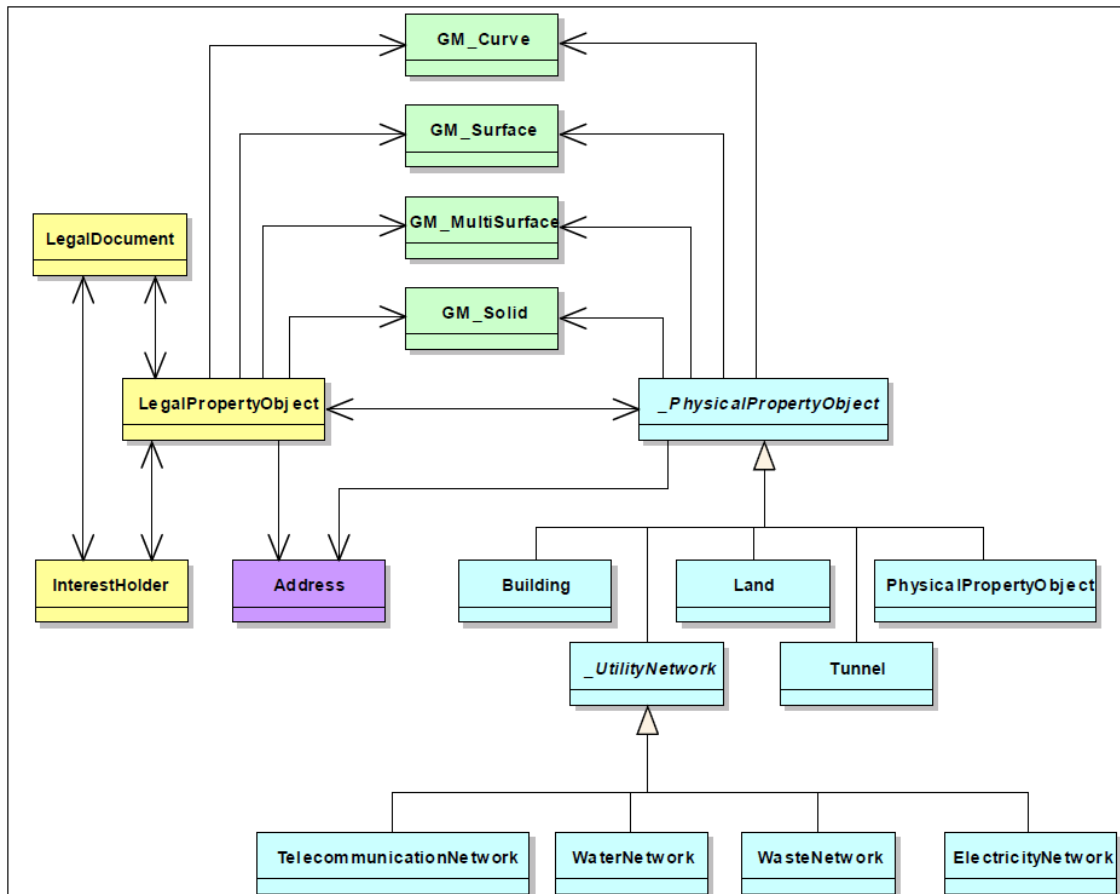 GM_Curve
GM_Surface
GM_MultiSurface
LegalDocument
GM_Solid
LegalPropertyObject
_PhysicalPropertyObject
InterestHolder
Address
Building
Land
PhysicalPropertyObject
_UtilityNetwork
Tunnel
TelecommunicationNetwork
WaterNetwork
WasteNetwork
ElectricityNetwork